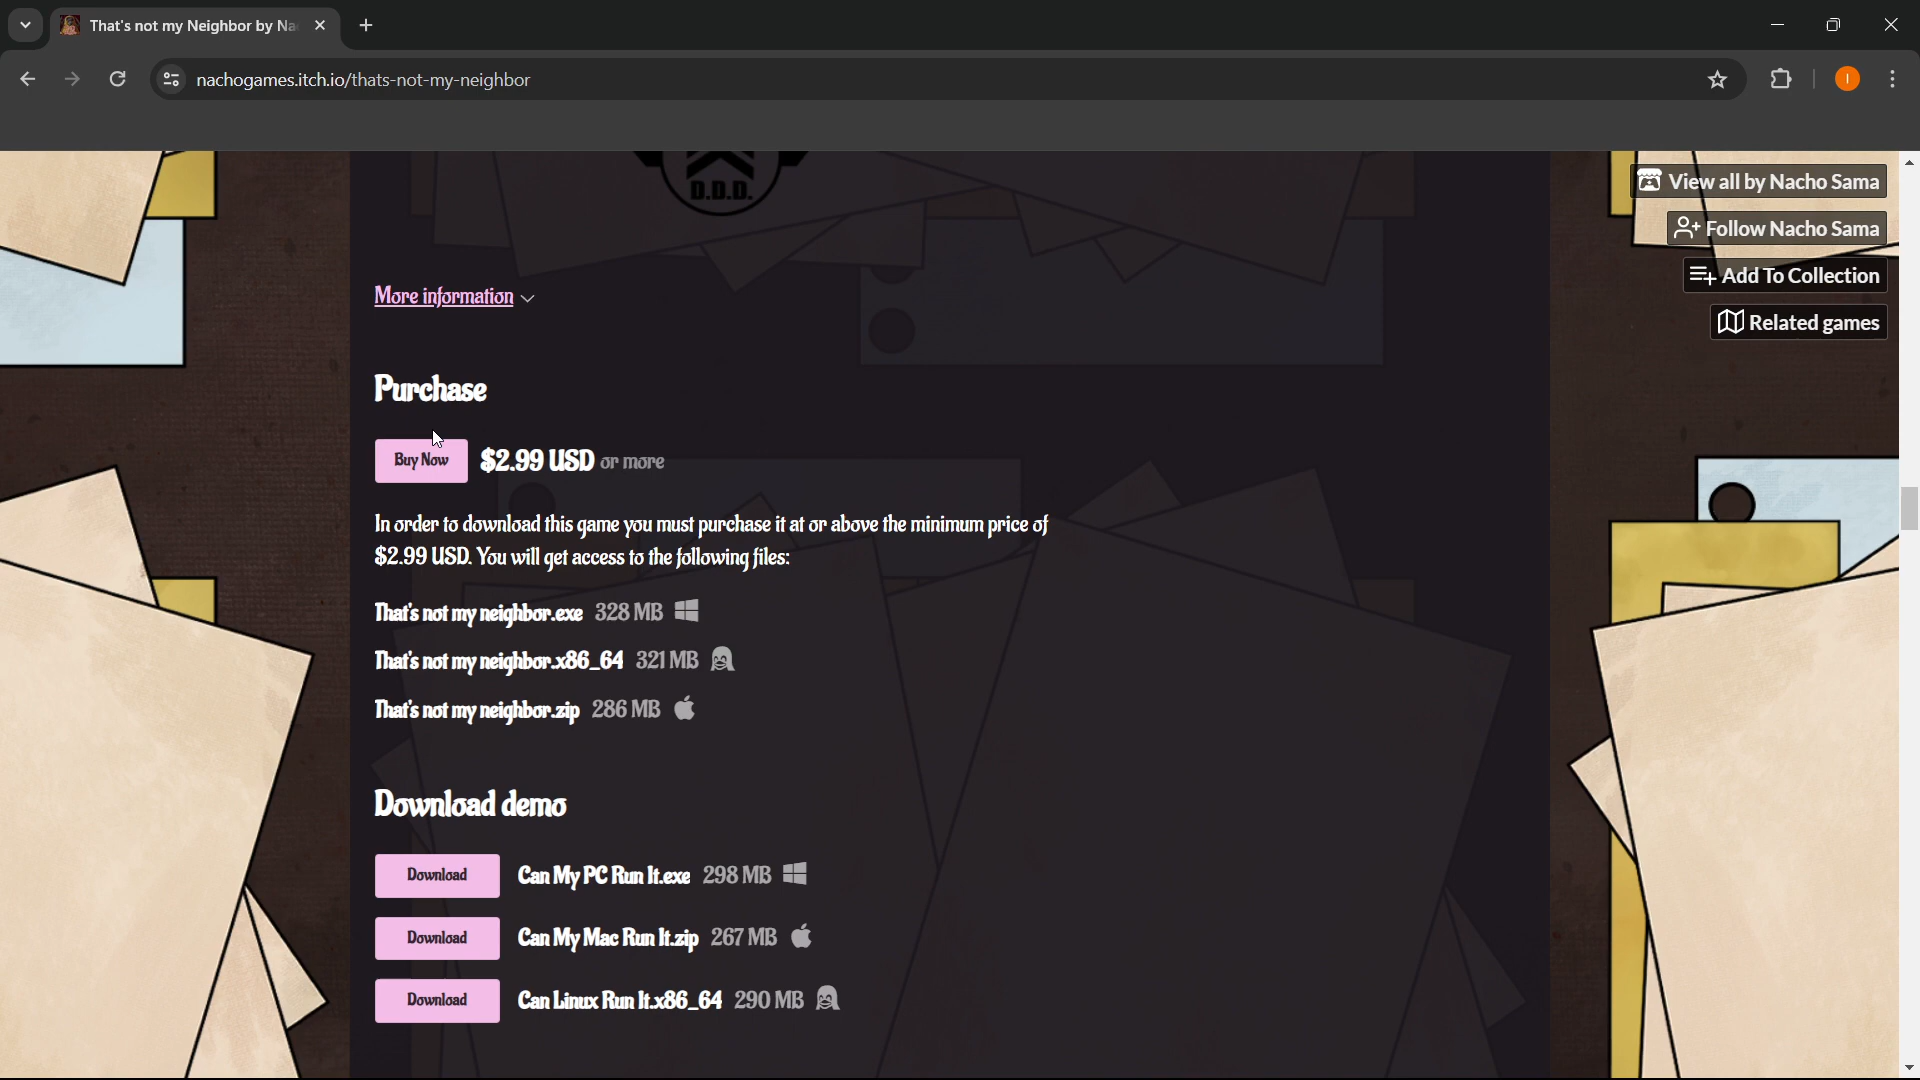 That's not my Neighbor by Na
nachogames.itch.io/thats-not-my-neighbor
I
View all by Nacho Sama
Follow Nacho Sama
Add To Collection
Related games
D.D.D.
More information
Purchase
Buy Now $2.99 USD or more
In order to download this game you must purchase it at or above the minimum price of
$2.99 USD. You will get access to the following files:
That's not my neighbor.exe 328 MB
That's not my neighbor.x86_64 321 MB
That's not my neighbor.zip 286 MB
Download demo
Download Can My PC Run It.exe 298 MB
Download Can My Mac Run It.zip 267 MB
Download Can Linux Run It.x86_64 290 MB